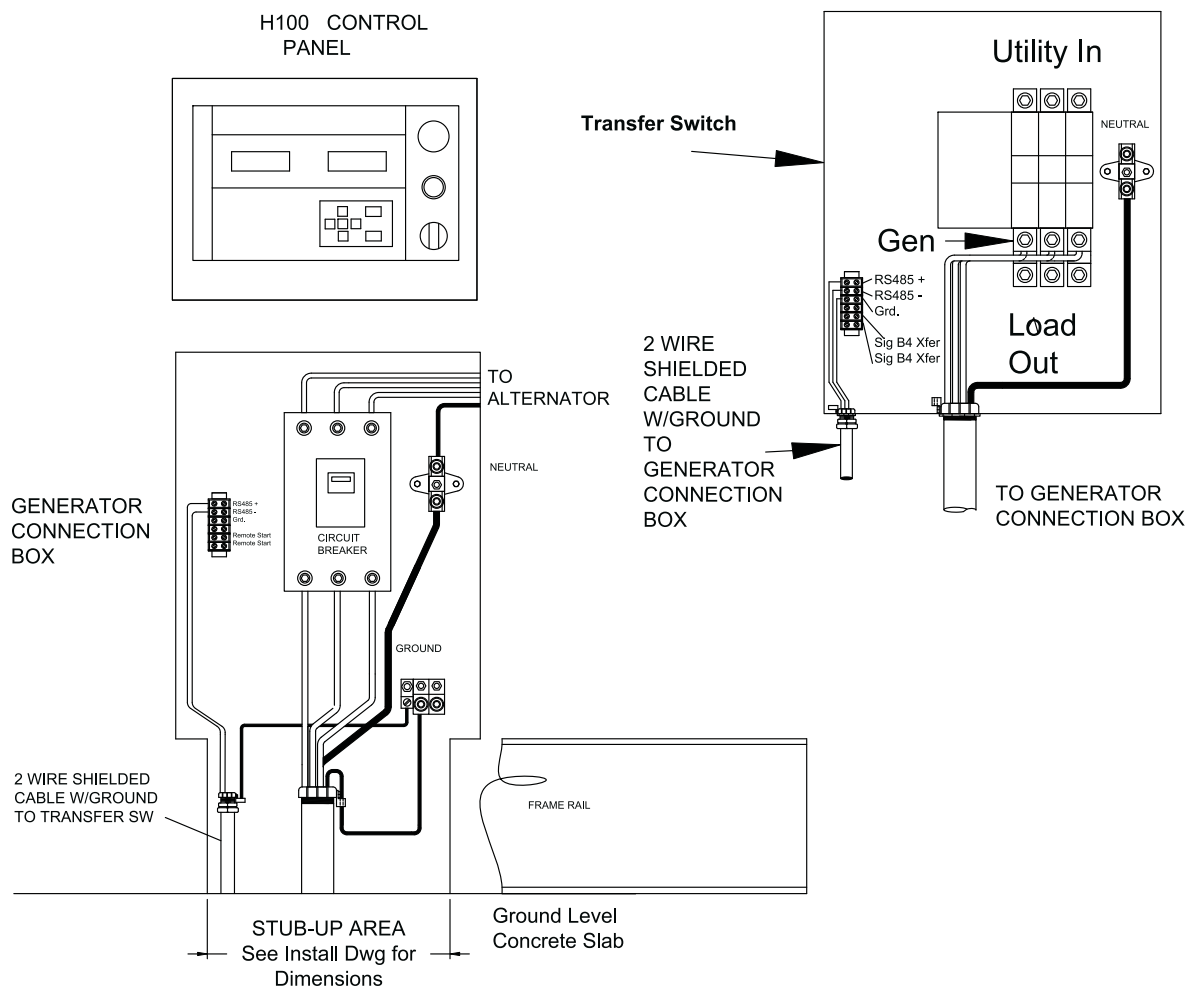 H100 CONTROL
PANEL
Utility In
Transfer Switch
NEUTRAL
Gen
RS485 +
RS485 -
Grd.
Sig B4 Xfer
Sig B4 Xfer
Load
Out
2 WIRE
SHIELDED
CABLE
W/GROUND
TO
GENERATOR
CONNECTION
BOX
TO GENERATOR
CONNECTION BOX
TO
ALTERNATOR
NEUTRAL
GENERATOR
CONNECTION
BOX
RS485 +
RS485 -
Grd.
Remote Start
Remote Start
CIRCUIT
BREAKER
GROUND
2 WIRE SHIELDED
CABLE W/GROUND
TO TRANSFER SW
FRAME RAIL
STUB-UP AREA
See Install Dwg for
Dimensions
Ground Level
Concrete Slab